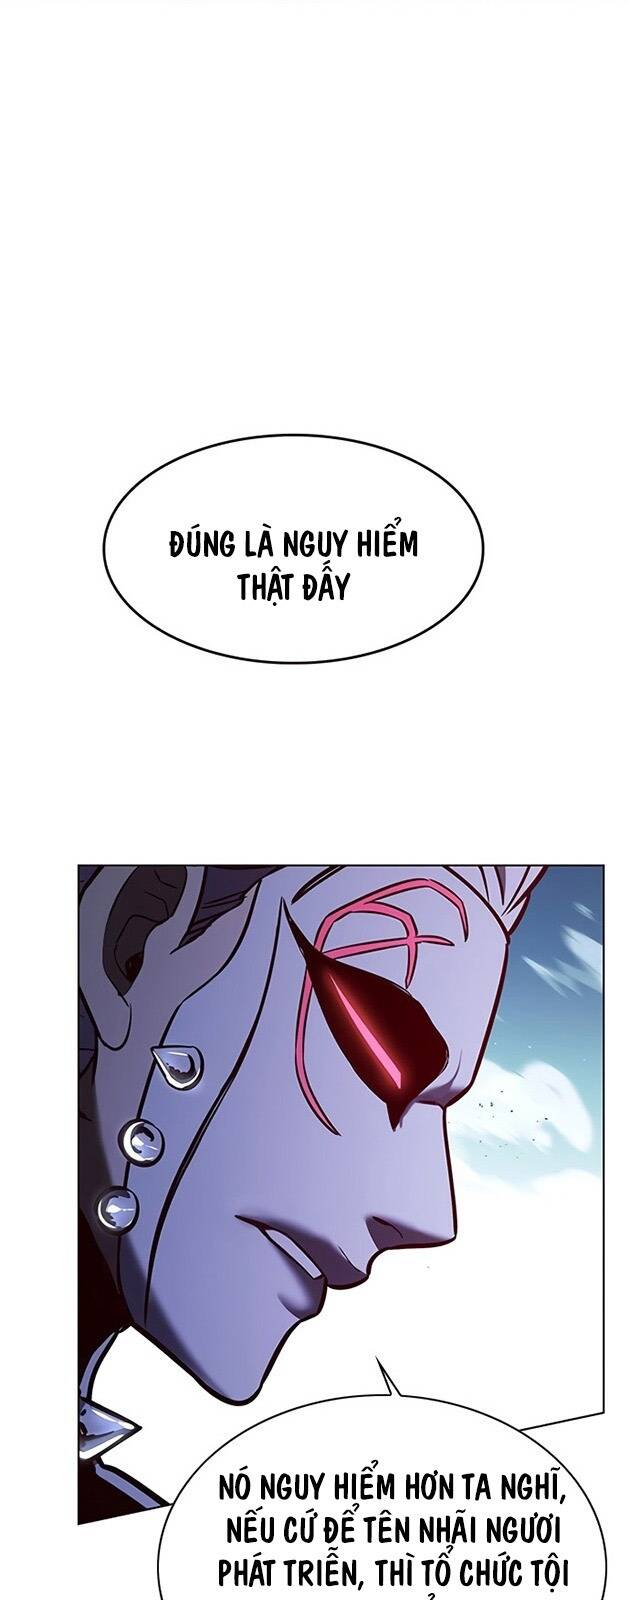 ĐÚNG LÀ NGUY HIỂM
THẬT ĐẤY
NÓ NGUY HIỂM HƠN TA NGHĨ,
NẾU CỨ ĐỂ TÊN NHÃI NGƯƠI
PHÁT TRIỄN, THÌ TỔ CHỨC TỘI